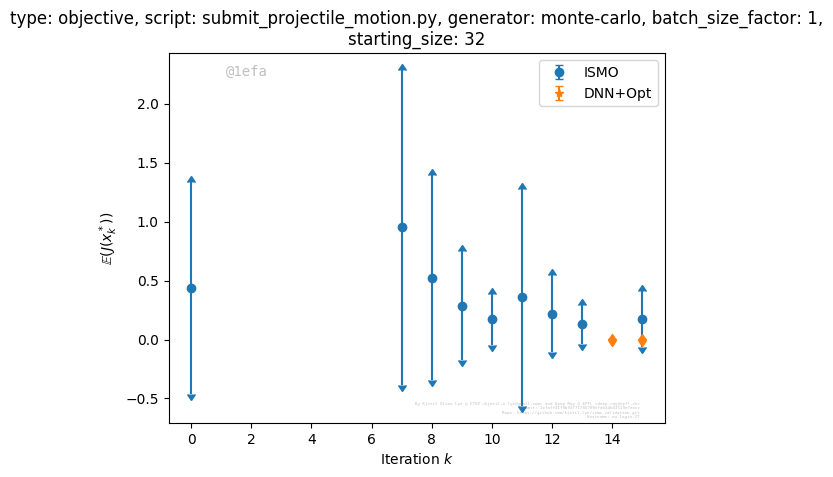 type: objective, script: submit_projectile_motion.py, generator: monte-carlo, batch_size_factor: 1,
starting_size: 32
@1efa
ISMO
DNN+Opt
2.0
1.5
1.0
0.5
0.0
−0.5
𝔼(J(x*_k))
0 2 4 6 8 10 12 14
Iteration k